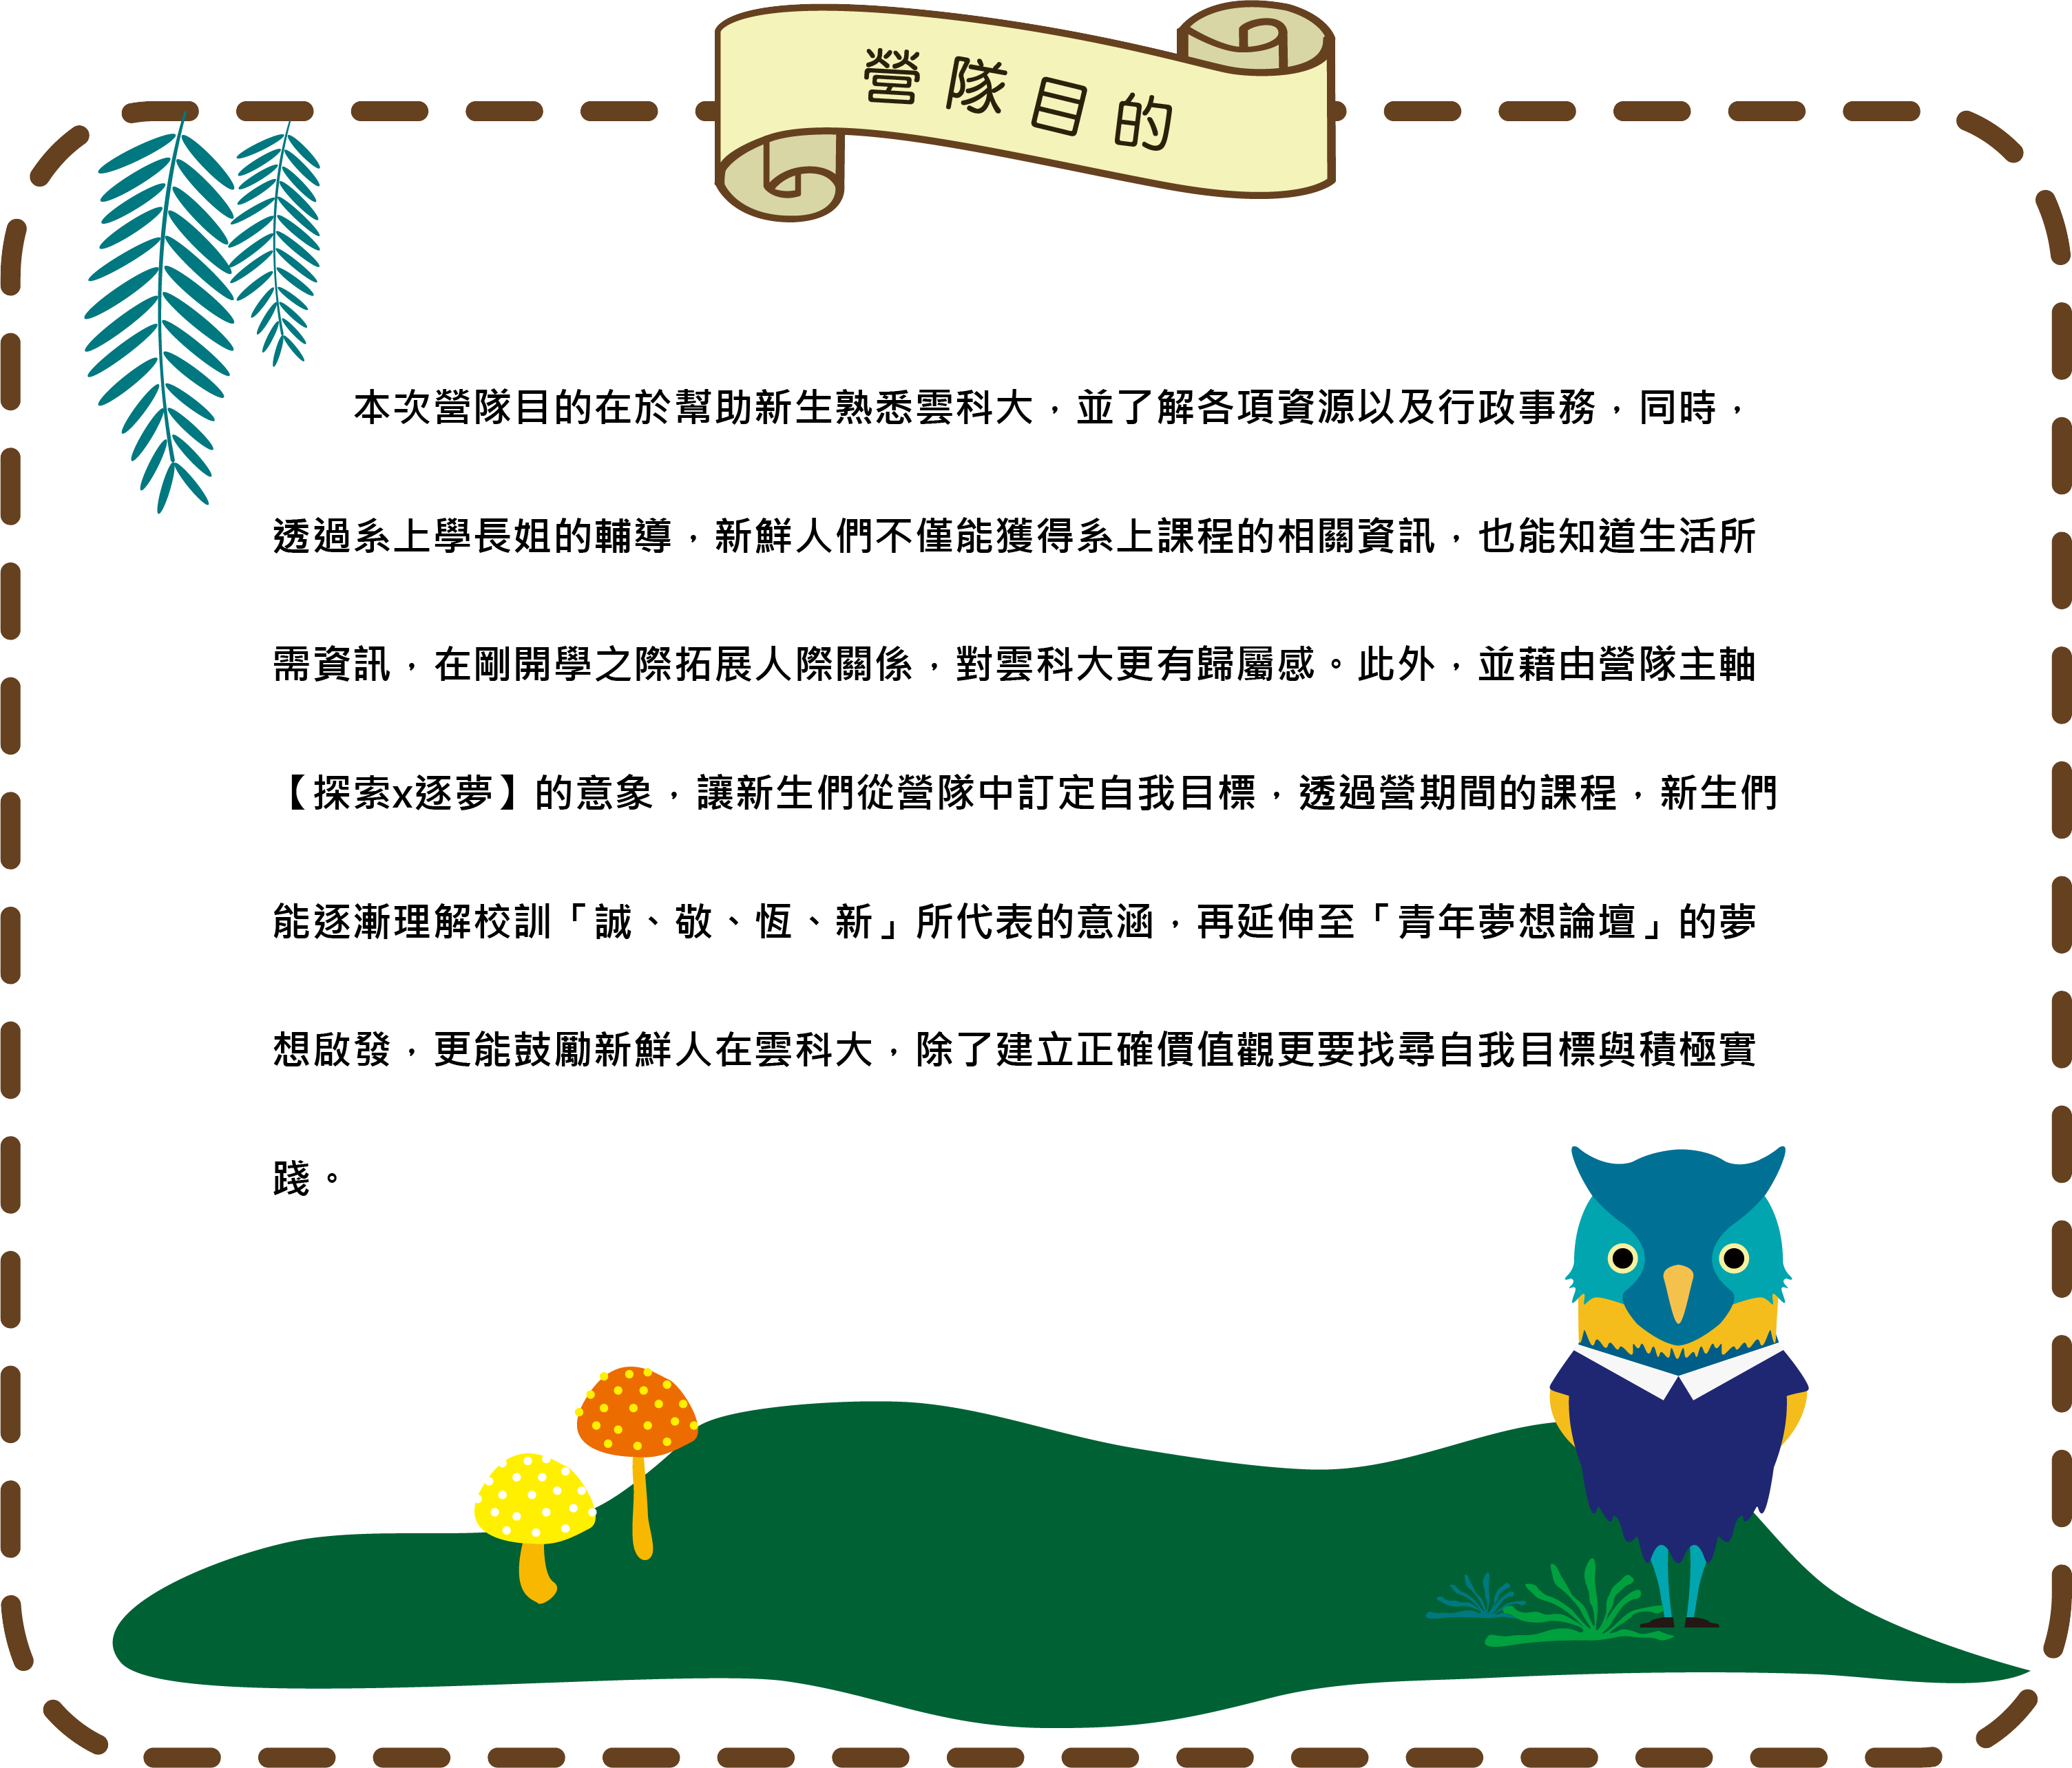 營隊目的
本次營隊目的在於幫助新生熟悉雲科大，並了解各項資源以及行政事務，同時，
透過系上學長姐的輔導，新鮮人們不僅能獲得系上課程的相關資訊，也能知道生活所
需資訊，在剛開學之際拓展人際關係，對雲科大更有歸屬感。此外，並藉由營隊主軸
【探索x逐夢】的意象，讓新生們從營隊中訂定自我目標，透過營期間的課程，新生們
能逐漸理解校訓「誠、敬、恆、新」所代表的意涵，再延伸至「青年夢想論壇」的夢
想啟發，更能鼓勵新鮮人在雲科大，除了建立正確價值觀更要找尋自我目標與積極實
踐。